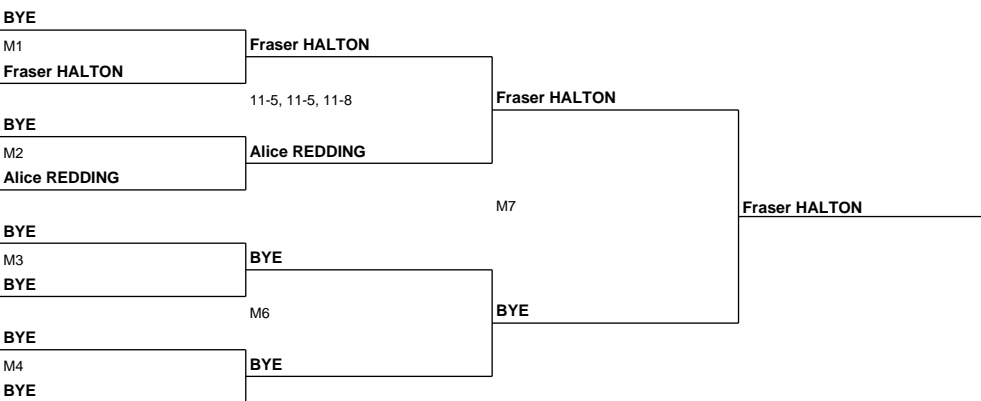 BYE
M1
Fraser HALTON
Fraser HALTON
11-5, 11-5, 11-8
Fraser HALTON
BYE
M2
Alice REDDING
Alice REDDING
M7
Fraser HALTON
BYE
M3
BYE
BYE
M6
BYE
BYE
M4
BYE
BYE